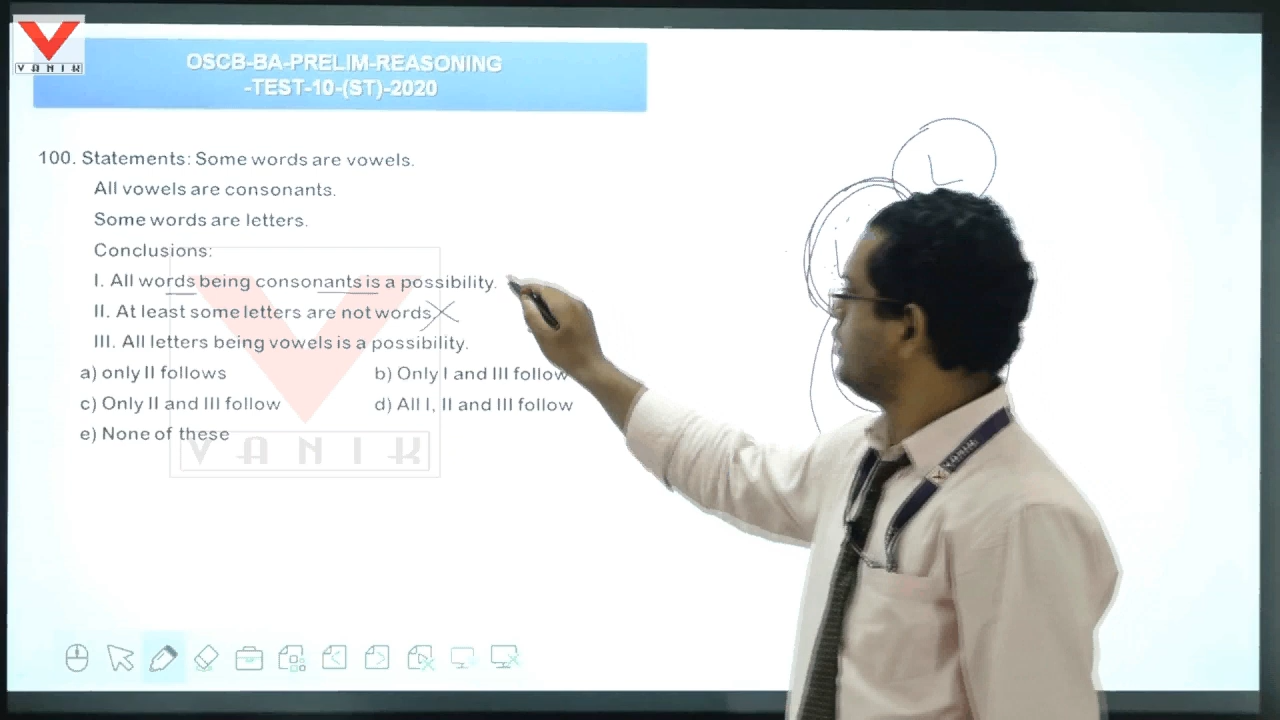 VANIK
OSCB-BA-PRELIM-REASONING
-TEST-10-(ST)-2020
100. Statements: Some words are vowels.
All vowels are consonants.
Some words are letters.
Conclusions:
I. All words being consonants is a possibility.
II. At least some letters are not words
III. All letters being vowels is a possibility.
a) only II follows b) Only I and III follow
c) Only II and III follow d) All I, II and III follow
e) None of these
VANIK
L
VANIK